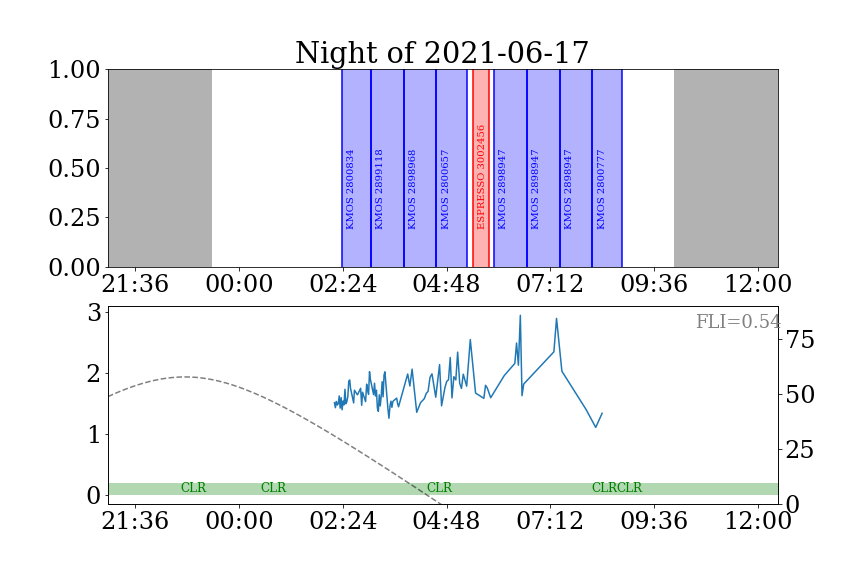 Night of 2021-06-17
1.00
0.75
0.50
0.25
0.00
KMOS 2800834
KMOS 2899118
KMOS 2898968
KMOS 2800657
ESPRESSO 3002456
KMOS 2898947
KMOS 2898947
KMOS 2898947
KMOS 2800777
21:36 00:00 02:24 04:48 07:12 09:36 12:00
3
2
1
0
FLI=0.54
75
50
25
0
CLR CLR CLR CLR CLR
21:36 00:00 02:24 04:48 07:12 09:36 12:00